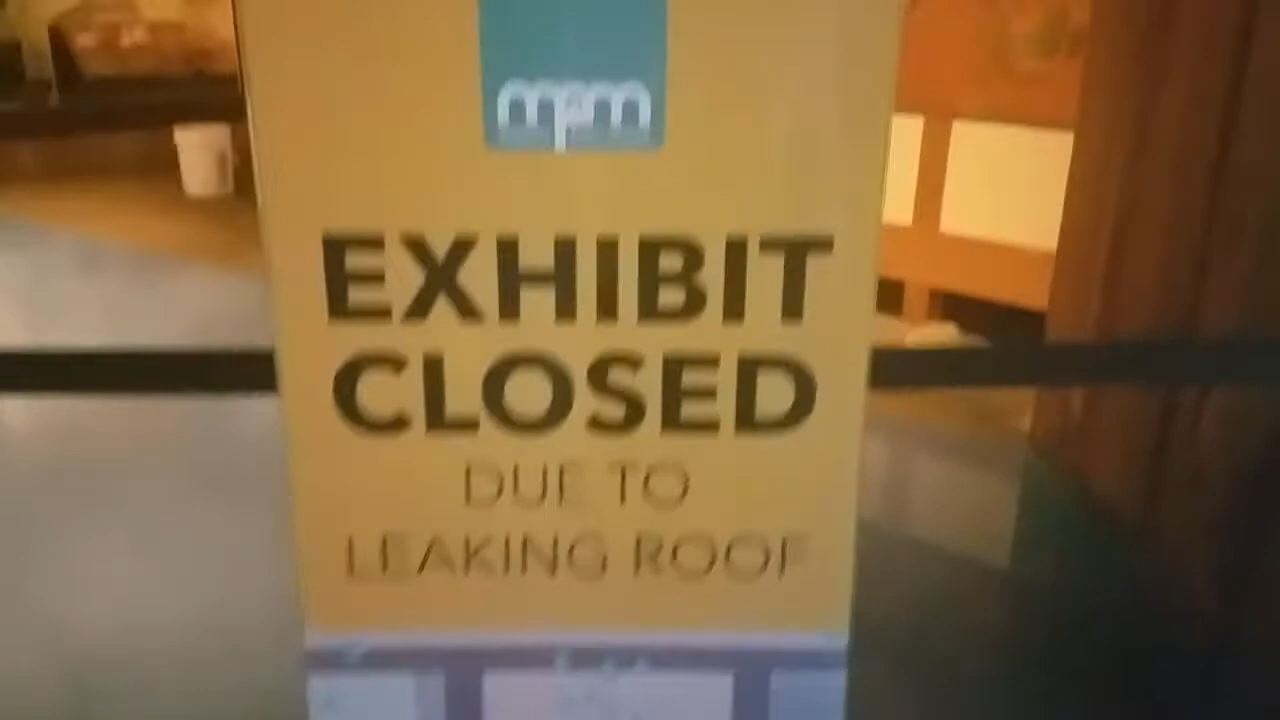 mpm
EXHIBIT
CLOSED
DUE TO
LEAKING ROOF